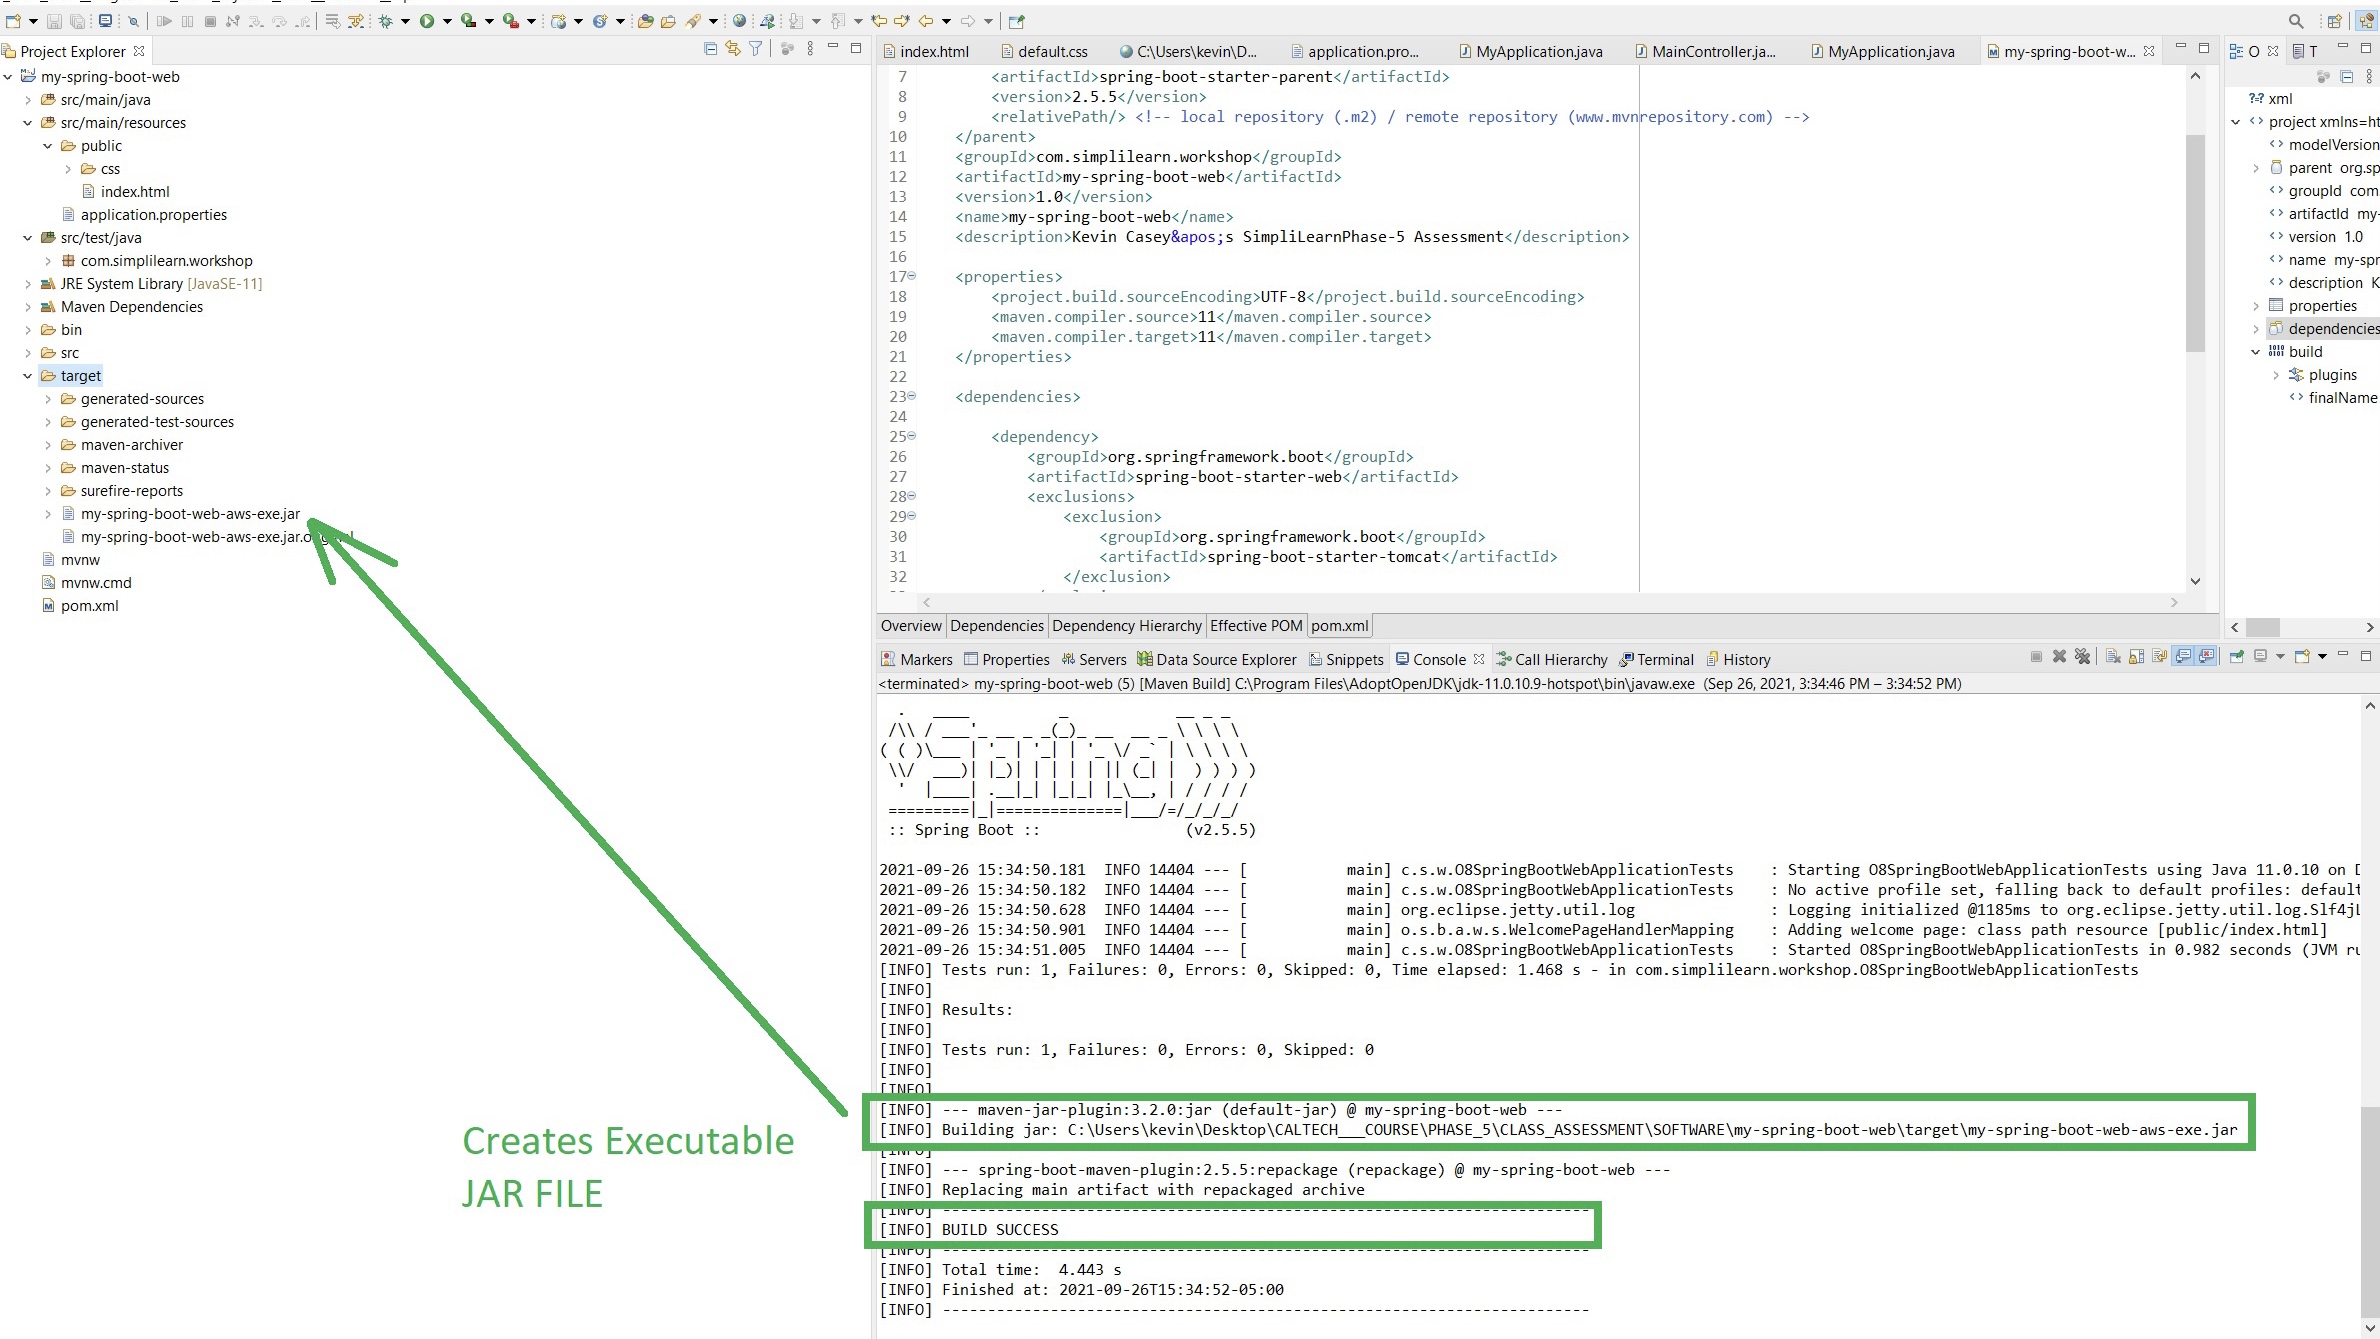 Project Explorer
my-spring-boot-web
src/main/java
src/main/resources
public
css
index.html
application.properties
src/test/java
com.simplilearn.workshop
JRE System Library [JavaSE-11]
Maven Dependencies
bin
src
target
generated-sources
generated-test-sources
maven-archiver
maven-status
surefire-reports
my-spring-boot-web-aws-exe.jar
my-spring-boot-web-aws-exe.jar.
mvnw
mvnw.cmd
pom.xml
Creates Executable
JAR FILE
index.html default.css C:\Users\kevin\D... application.pro... MyApplication.java MainController.ja... MyApplication.java my-spring-boot-w...
7 <artifactId>spring-boot-starter-parent</artifactId>
8 <version>2.5.5</version>
9 <relativePath/> <!-- local repository (.m2) / remote repository (www.mvnrepository.com) -->
10 </parent>
11 <groupId>com.simplilearn.workshop</groupId>
12 <artifactId>my-spring-boot-web</artifactId>
13 <version>1.0</version>
14 <name>my-spring-boot-web</name>
15 <description>Kevin Casey&apos;s SimpliLearnPhase-5 Assessment</description>
16
17 <properties>
18 <project.build.sourceEncoding>UTF-8</project.build.sourceEncoding>
19 <maven.compiler.source>11</maven.compiler.source>
20 <maven.compiler.target>11</maven.compiler.target>
21 </properties>
22
23 <dependencies>
24
25 <dependency>
26 <groupId>org.springframework.boot</groupId>
27 <artifactId>spring-boot-starter-web</artifactId>
28 <exclusions>
29 <exclusion>
30 <groupId>org.springframework.boot</groupId>
31 <artifactId>spring-boot-starter-tomcat</artifactId>
32 </exclusion>
Overview Dependencies Dependency Hierarchy Effective POM pom.xml
O T
xml
project xmlns=ht
modelVersion
parent org.sp
groupId com.
artifactId my-
version 1.0
name my-spr
description K
properties
dependencies
build
plugins
finalName
Markers Properties Servers Data Source Explorer Snippets Console Call Hierarchy Terminal History
<terminated> my-spring-boot-web (5) [Maven Build] C:\Program Files\AdoptOpenJDK\jdk-11.0.10.9-hotspot\bin\javaw.exe (Sep 26, 2021, 3:34:46 PM – 3:34:52 PM)
  .   ____          _            __ _ _
 /\\ / ___'_ __ _ _(_)_ __  __ _ \ \ \ \
( ( )\___ | '_ | '_| | '_ \/ _` | \ \ \ \
 \\/  ___)| |_)| | | | | || (_| |  ) ) ) )
  '  |____| .__|_| |_|_| |_\__, | / / / /
 =========|_|==============|___/=/_/_/_/
 :: Spring Boot ::                (v2.5.5)
2021-09-26 15:34:50.181  INFO 14404 --- [           main] c.s.w.O8SpringBootWebApplicationTests    : Starting O8SpringBootWebApplicationTests using Java 11.0.10 on D
2021-09-26 15:34:50.182  INFO 14404 --- [           main] c.s.w.O8SpringBootWebApplicationTests    : No active profile set, falling back to default profiles: default
2021-09-26 15:34:50.628  INFO 14404 --- [           main] org.eclipse.jetty.util.log               : Logging initialized @1185ms to org.eclipse.jetty.util.log.Slf4jL
2021-09-26 15:34:50.901  INFO 14404 --- [           main] o.s.b.a.w.s.WelcomePageHandlerMapping    : Adding welcome page: class path resource [public/index.html]
2021-09-26 15:34:51.005  INFO 14404 --- [           main] c.s.w.O8SpringBootWebApplicationTests    : Started O8SpringBootWebApplicationTests in 0.982 seconds (JVM ru
[INFO] Tests run: 1, Failures: 0, Errors: 0, Skipped: 0, Time elapsed: 1.468 s - in com.simplilearn.workshop.O8SpringBootWebApplicationTests
[INFO]
[INFO] Results:
[INFO]
[INFO] Tests run: 1, Failures: 0, Errors: 0, Skipped: 0
[INFO]
[INFO]
[INFO] --- maven-jar-plugin:3.2.0:jar (default-jar) @ my-spring-boot-web ---
[INFO] Building jar: C:\Users\kevin\Desktop\CALTECH___COURSE\PHASE_5\CLASS_ASSESSMENT\SOFTWARE\my-spring-boot-web\target\my-spring-boot-web-aws-exe.jar
[INFO]
[INFO] --- spring-boot-maven-plugin:2.5.5:repackage (repackage) @ my-spring-boot-web ---
[INFO] Replacing main artifact with repackaged archive
[INFO] ------------------------------------------------------------------------
[INFO] BUILD SUCCESS
[INFO] ------------------------------------------------------------------------
[INFO] Total time:  4.443 s
[INFO] Finished at: 2021-09-26T15:34:52-05:00
[INFO] ------------------------------------------------------------------------